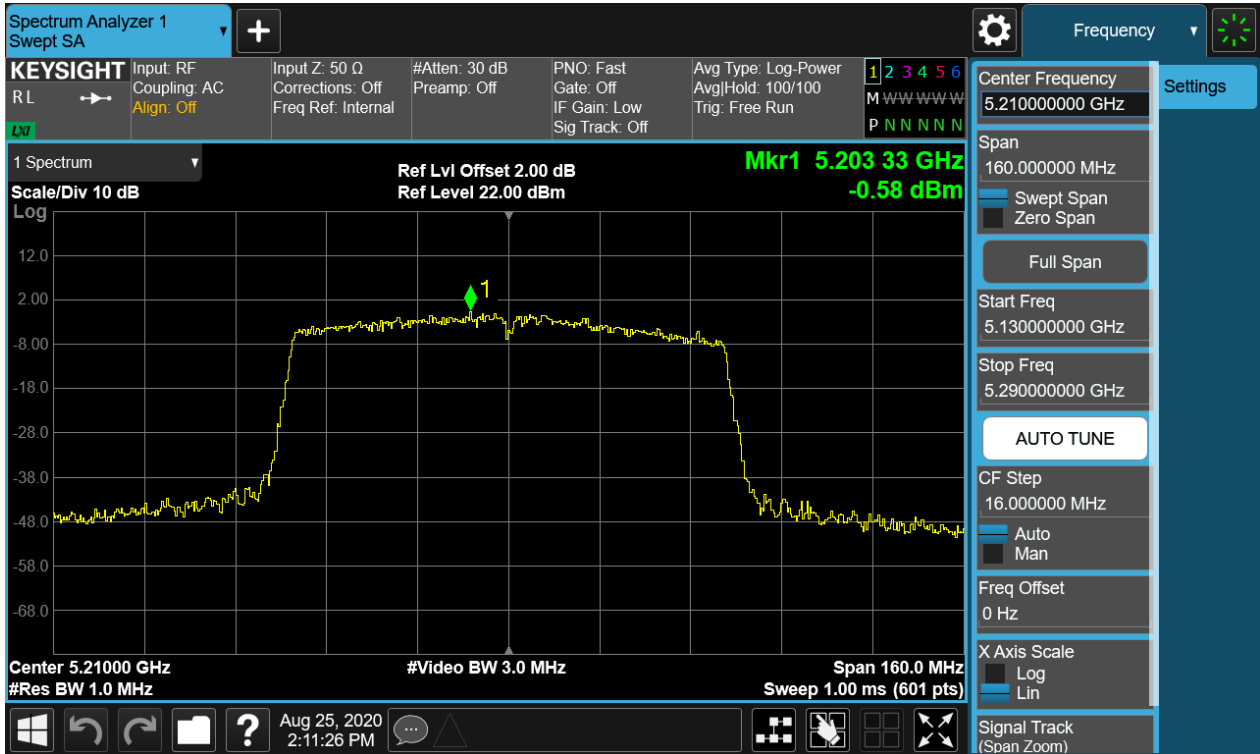 Spectrum Analyzer 1
Swept SA
+
Frequency
KEYSIGHT
R L
LXI
Input: RF
Coupling: AC
Align: Off
Input Z: 50 Ω
Corrections: Off
Freq Ref: Internal
#Atten: 30 dB
Preamp: Off
PNO: Fast
Gate: Off
IF Gain: Low
Sig Track: Off
Avg Type: Log-Power
Avg|Hold: 100/100
Trig: Free Run
1 2 3 4 5 6
M W W W W W
P N N N N N
1 Spectrum
Scale/Div 10 dB
Log
Ref Lvl Offset 2.00 dB
Ref Level 22.00 dBm
Mkr1 5.203 33 GHz
-0.58 dBm
1
12.0
2.00
-8.00
-18.0
-28.0
-38.0
-48.0
-58.0
-68.0
Center 5.21000 GHz
#Video BW 3.0 MHz
Span 160.0 MHz
#Res BW 1.0 MHz
Sweep 1.00 ms (601 pts)
Center Frequency
5.210000000 GHz
Settings
Span
160.000000 MHz
Swept Span
Zero Span
Full Span
Start Freq
5.130000000 GHz
Stop Freq
5.290000000 GHz
AUTO TUNE
CF Step
16.000000 MHz
Auto
Man
Freq Offset
0 Hz
X Axis Scale
Log
Lin
Signal Track
(Span Zoom)
?
Aug 25, 2020
2:11:26 PM